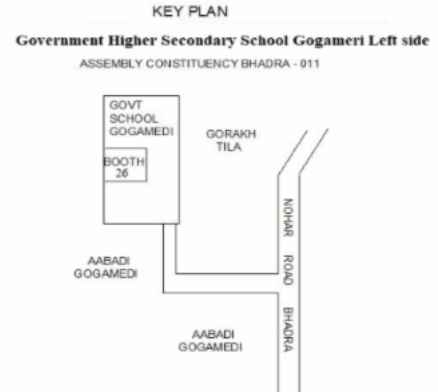 KEY PLAN
Government Higher Secondary School Gogameri Left side
ASSEMBLY CONSTITUENCY BHADRA - 011
GOVT
SCHOOL
GOGAMEDI
BOOTH
26
GORAKH
TILA
NOHAR ROAD BHADRA
AABADI
GOGAMEDI
AABADI
GOGAMEDI